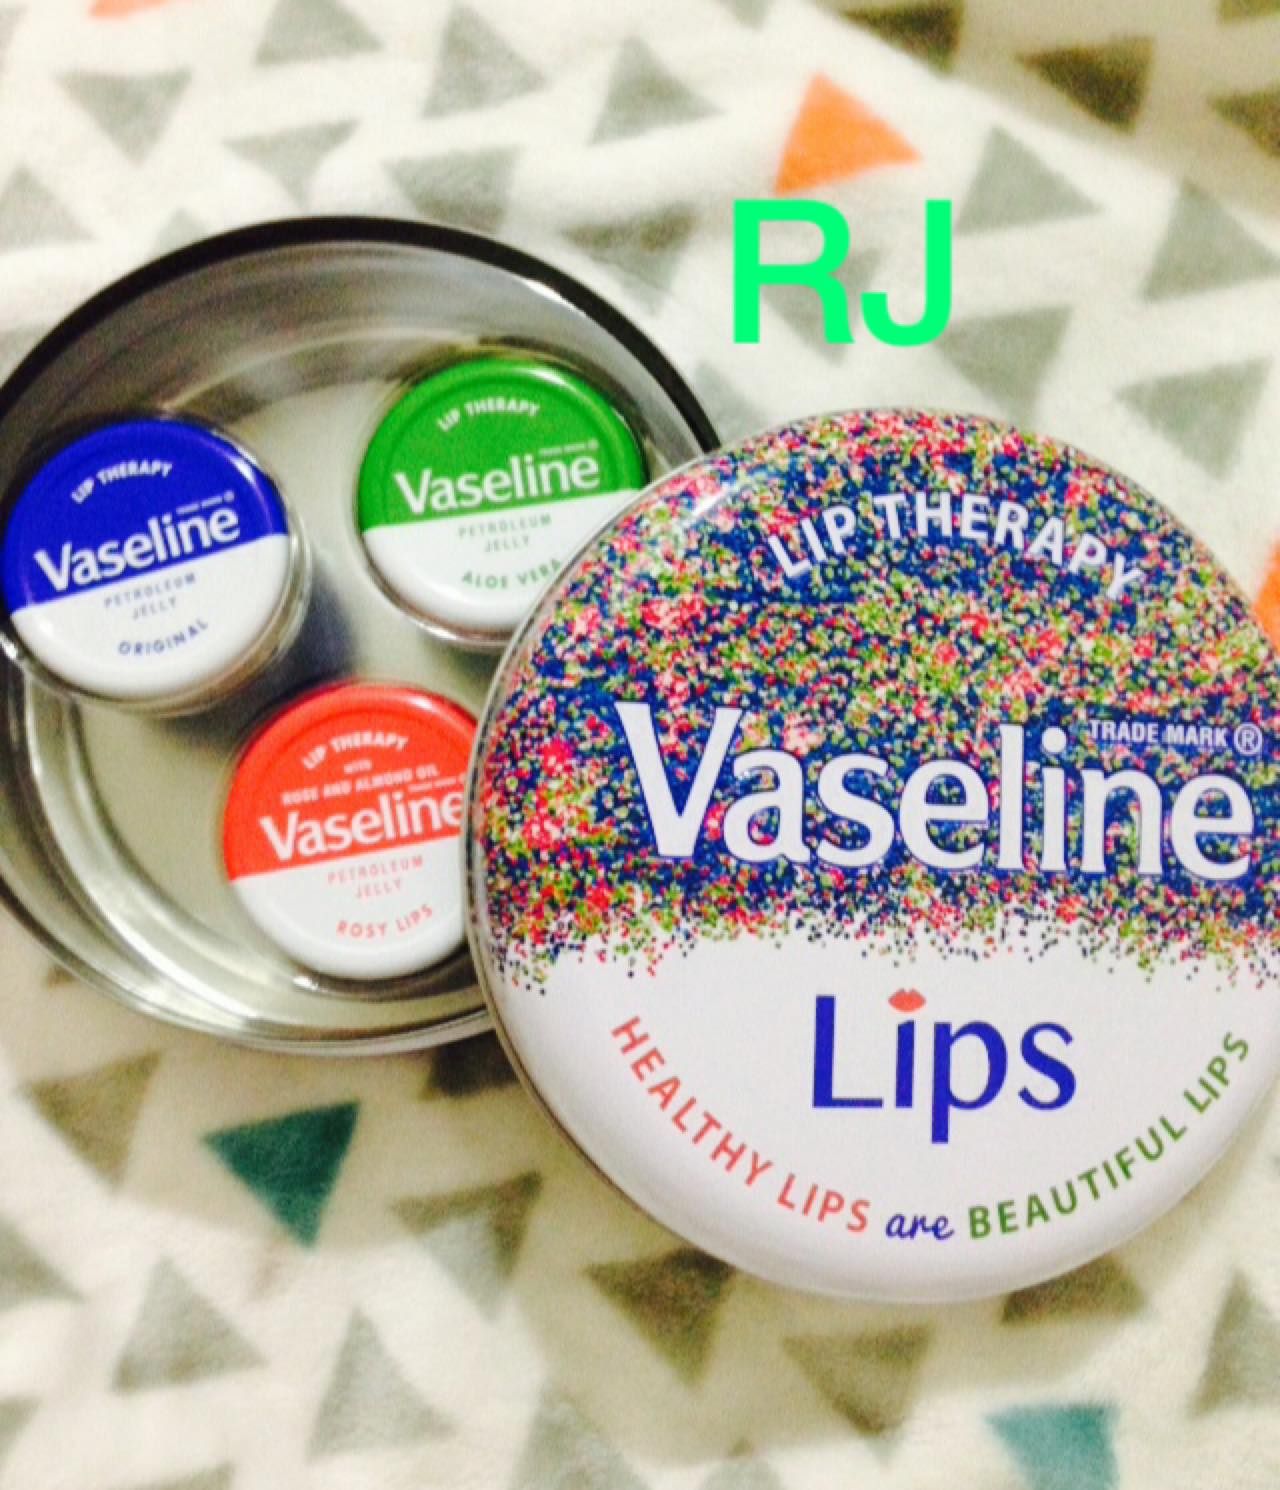 RJ
LIP THERAPY
Vaseline
PETROLEUM
JELLY
ORIGINAL
LIP THERAPY
Vaseline
PETROLEUM
JELLY
ALOE VERA
LIP THERAPY
with
ROSE AND ALMOND OIL
Vaseline
PETROLEUM
JELLY
ROSY LIPS
LIP THERAPY
TRADE MARK ®
Vaseline
Lips
HEALTHY LIPS are BEAUTIFUL LIPS